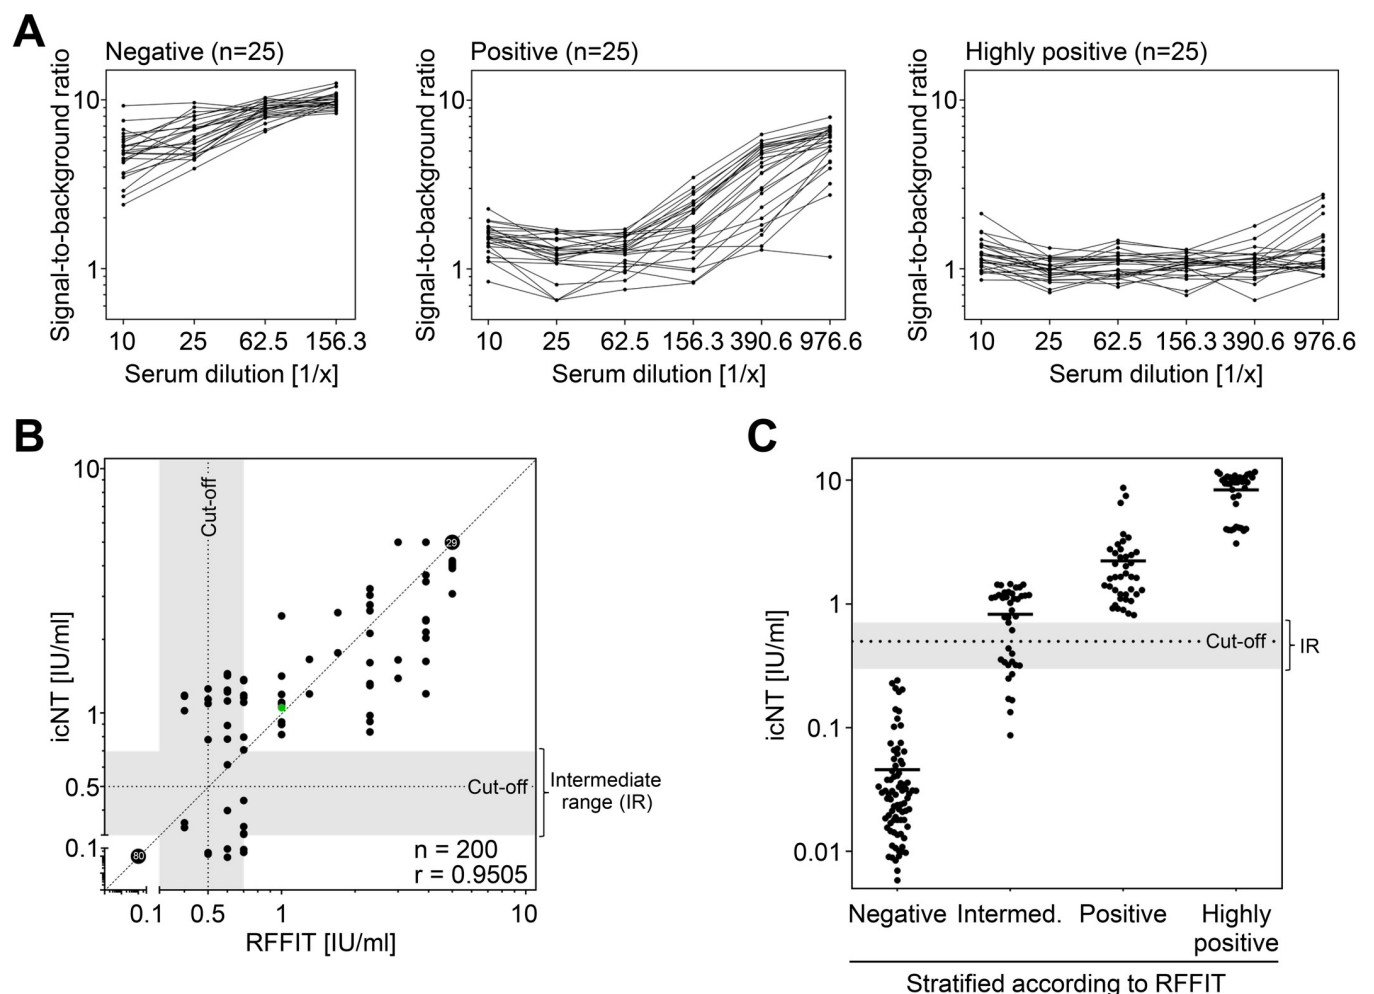 A
Negative (n=25)
Positive (n=25)
Highly positive (n=25)
Signal-to-background ratio
10
1
10 25 62.5 156.3
Serum dilution [1/x]
Signal-to-background ratio
10
1
10 25 62.5 156.3 390.6 976.6
Serum dilution [1/x]
Signal-to-background ratio
10
1
10 25 62.5 156.3 390.6 976.6
Serum dilution [1/x]
B
icNT [IU/ml]
10
1
0.5
0.1
Cut-off
29
80
Cut-off
Intermediate
range (IR)
n = 200
r = 0.9505
0.1 0.5 1 10
RFFIT [IU/ml]
C
icNT [IU/ml]
10
1
0.1
0.01
Cut-off
IR
Negative Intermed. Positive Highly
positive
Stratified according to RFFIT